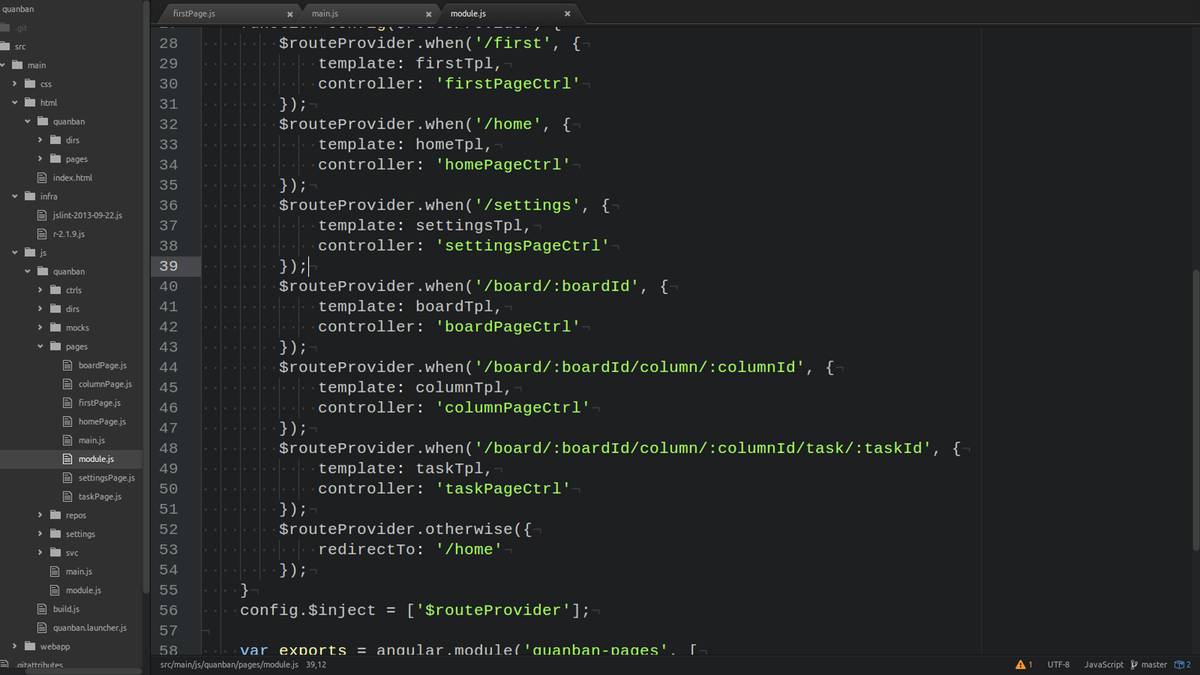 quanban
.git
src
main
css
html
quanban
dirs
pages
index.html
infra
jslint-2013-09-22.js
r-2.1.9.js
js
quanban
ctrls
dirs
mocks
pages
boardPage.js
columnPage.js
firstPage.js
homePage.js
main.js
module.js
settingsPage.js
taskPage.js
repos
settings
svc
main.js
module.js
build.js
quanban.launcher.js
webapp
.gitattributes
firstPage.js × main.js × module.js ×
28 $routeProvider.when('/first', {
29 template: firstTpl,
30 controller: 'firstPageCtrl'
31 });
32 $routeProvider.when('/home', {
33 template: homeTpl,
34 controller: 'homePageCtrl'
35 });
36 $routeProvider.when('/settings', {
37 template: settingsTpl,
38 controller: 'settingsPageCtrl'
39 });
40 $routeProvider.when('/board/:boardId', {
41 template: boardTpl,
42 controller: 'boardPageCtrl'
43 });
44 $routeProvider.when('/board/:boardId/column/:columnId', {
45 template: columnTpl,
46 controller: 'columnPageCtrl'
47 });
48 $routeProvider.when('/board/:boardId/column/:columnId/task/:taskId', {
49 template: taskTpl,
50 controller: 'taskPageCtrl'
51 });
52 $routeProvider.otherwise({
53 redirectTo: '/home'
54 });
55 }
56 config.$inject = ['$routeProvider'];
57
58 var exports = angular.module('quanban-pages', [
src/main/js/quanban/pages/module.js 39,12 1 UTF-8 JavaScript master 2